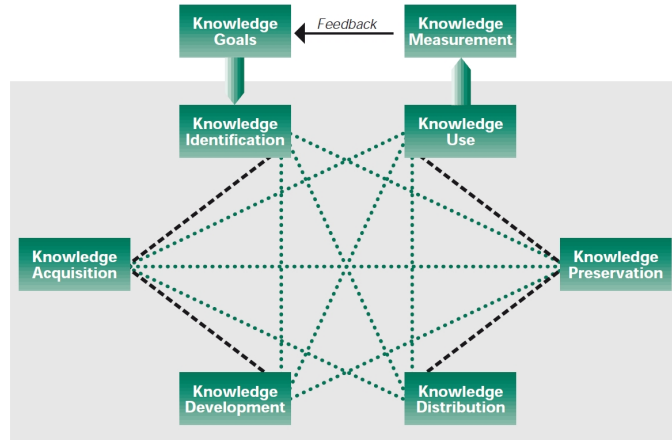 Knowledge
Goals
Feedback
Knowledge
Measurement
Knowledge
Identification
Knowledge
Use
Knowledge
Acquisition
Knowledge
Preservation
Knowledge
Development
Knowledge
Distribution